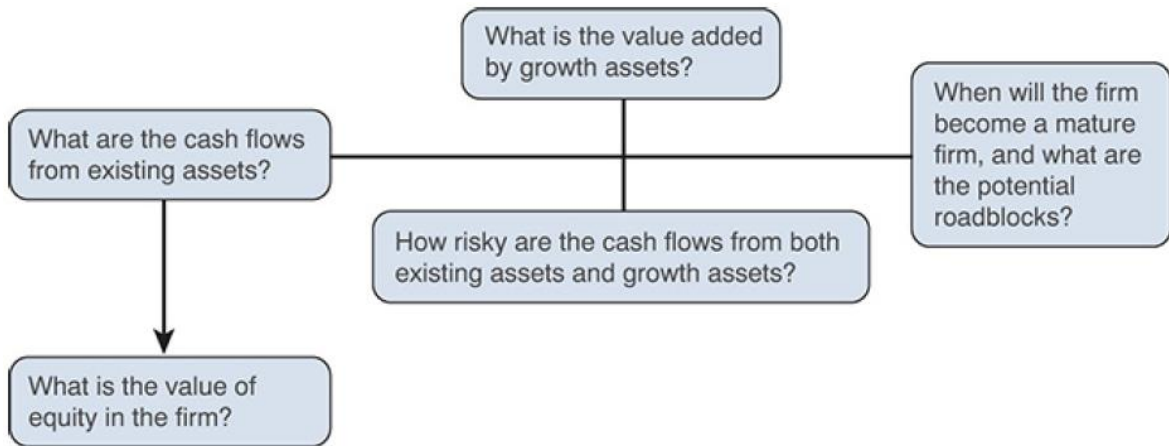 What is the value added
by growth assets?
When will the firm
become a mature
firm, and what are
the potential
roadblocks?
What are the cash flows
from existing assets?
How risky are the cash flows from both
existing assets and growth assets?
What is the value of
equity in the firm?